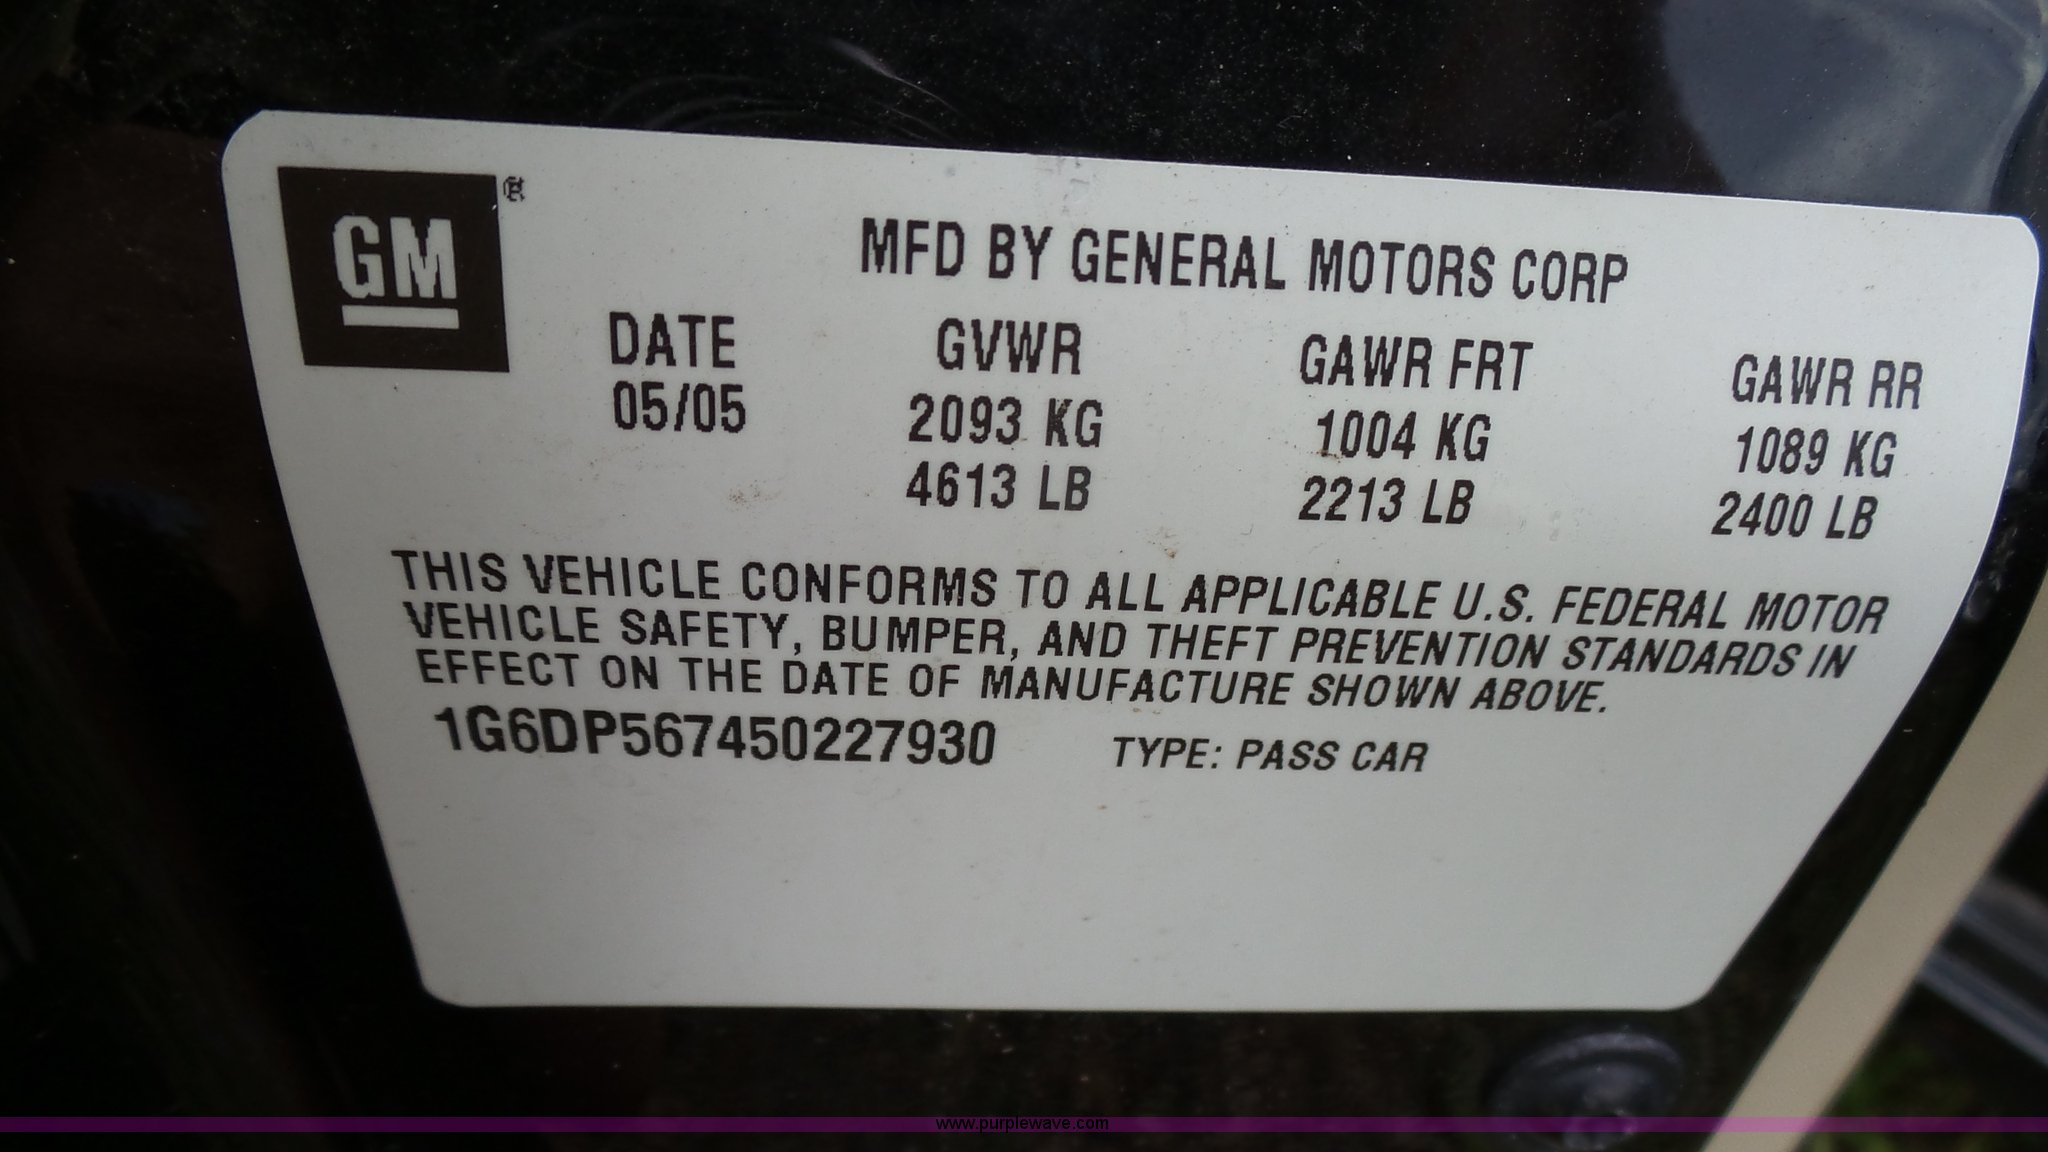 GM ®
MFD BY GENERAL MOTORS CORP
DATE GVWR GAWR FRT GAWR RR
05/05 2093 KG 1004 KG 1089 KG
4613 LB 2213 LB 2400 LB
THIS VEHICLE CONFORMS TO ALL APPLICABLE U.S. FEDERAL MOTOR
VEHICLE SAFETY, BUMPER, AND THEFT PREVENTION STANDARDS IN
EFFECT ON THE DATE OF MANUFACTURE SHOWN ABOVE.
1G6DP567450227930 TYPE: PASS CAR
www.purplewave.com